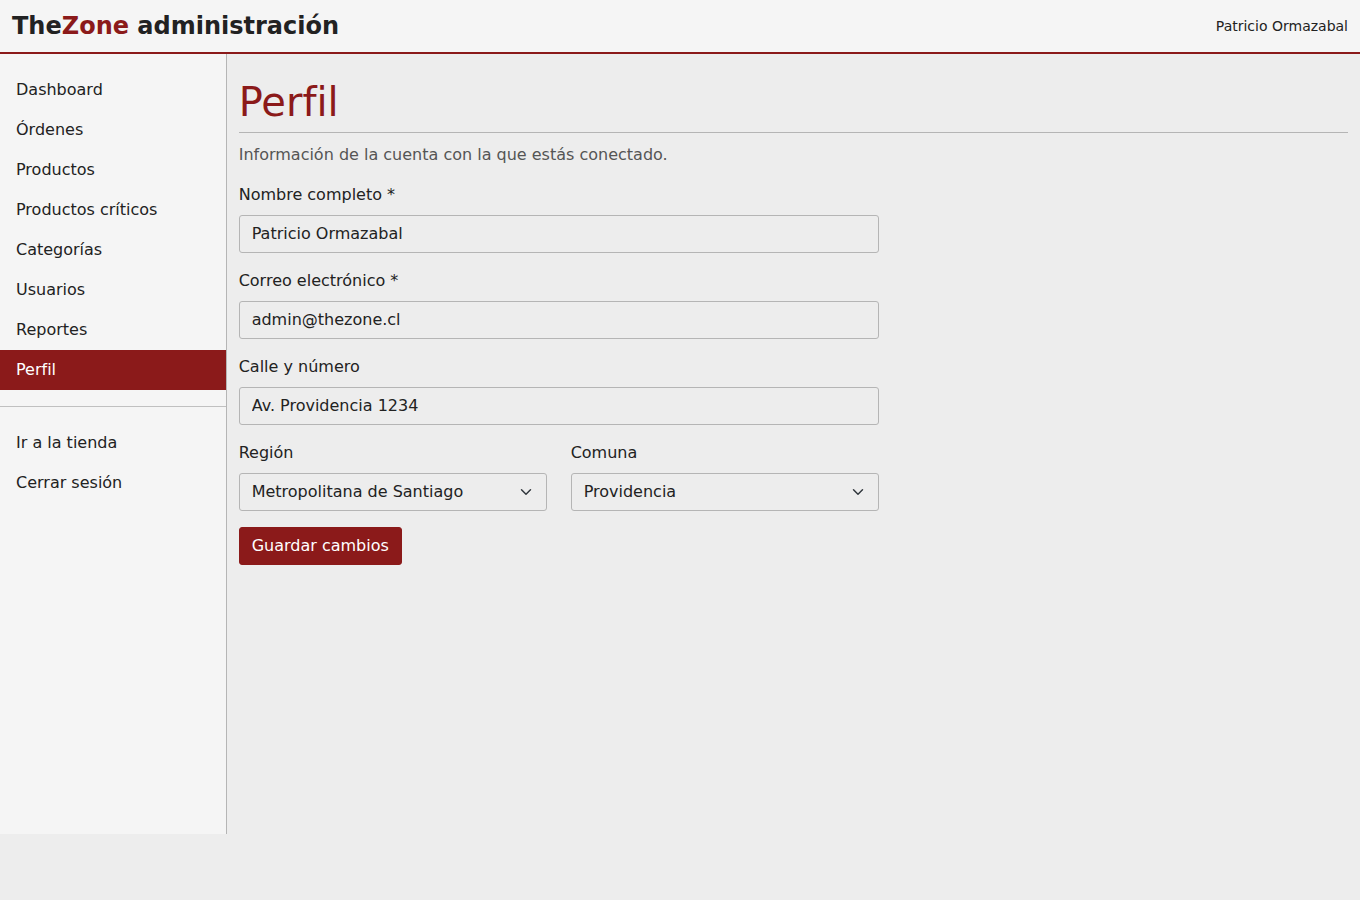 TheZone administración
Patricio Ormazabal
Dashboard
Órdenes
Productos
Productos críticos
Categorías
Usuarios
Reportes
Perfil
Ir a la tienda
Cerrar sesión
Perfil
Información de la cuenta con la que estás conectado.
Nombre completo *
Patricio Ormazabal
Correo electrónico *
admin@thezone.cl
Calle y número
Av. Providencia 1234
Región
Metropolitana de Santiago
Comuna
Providencia
Guardar cambios